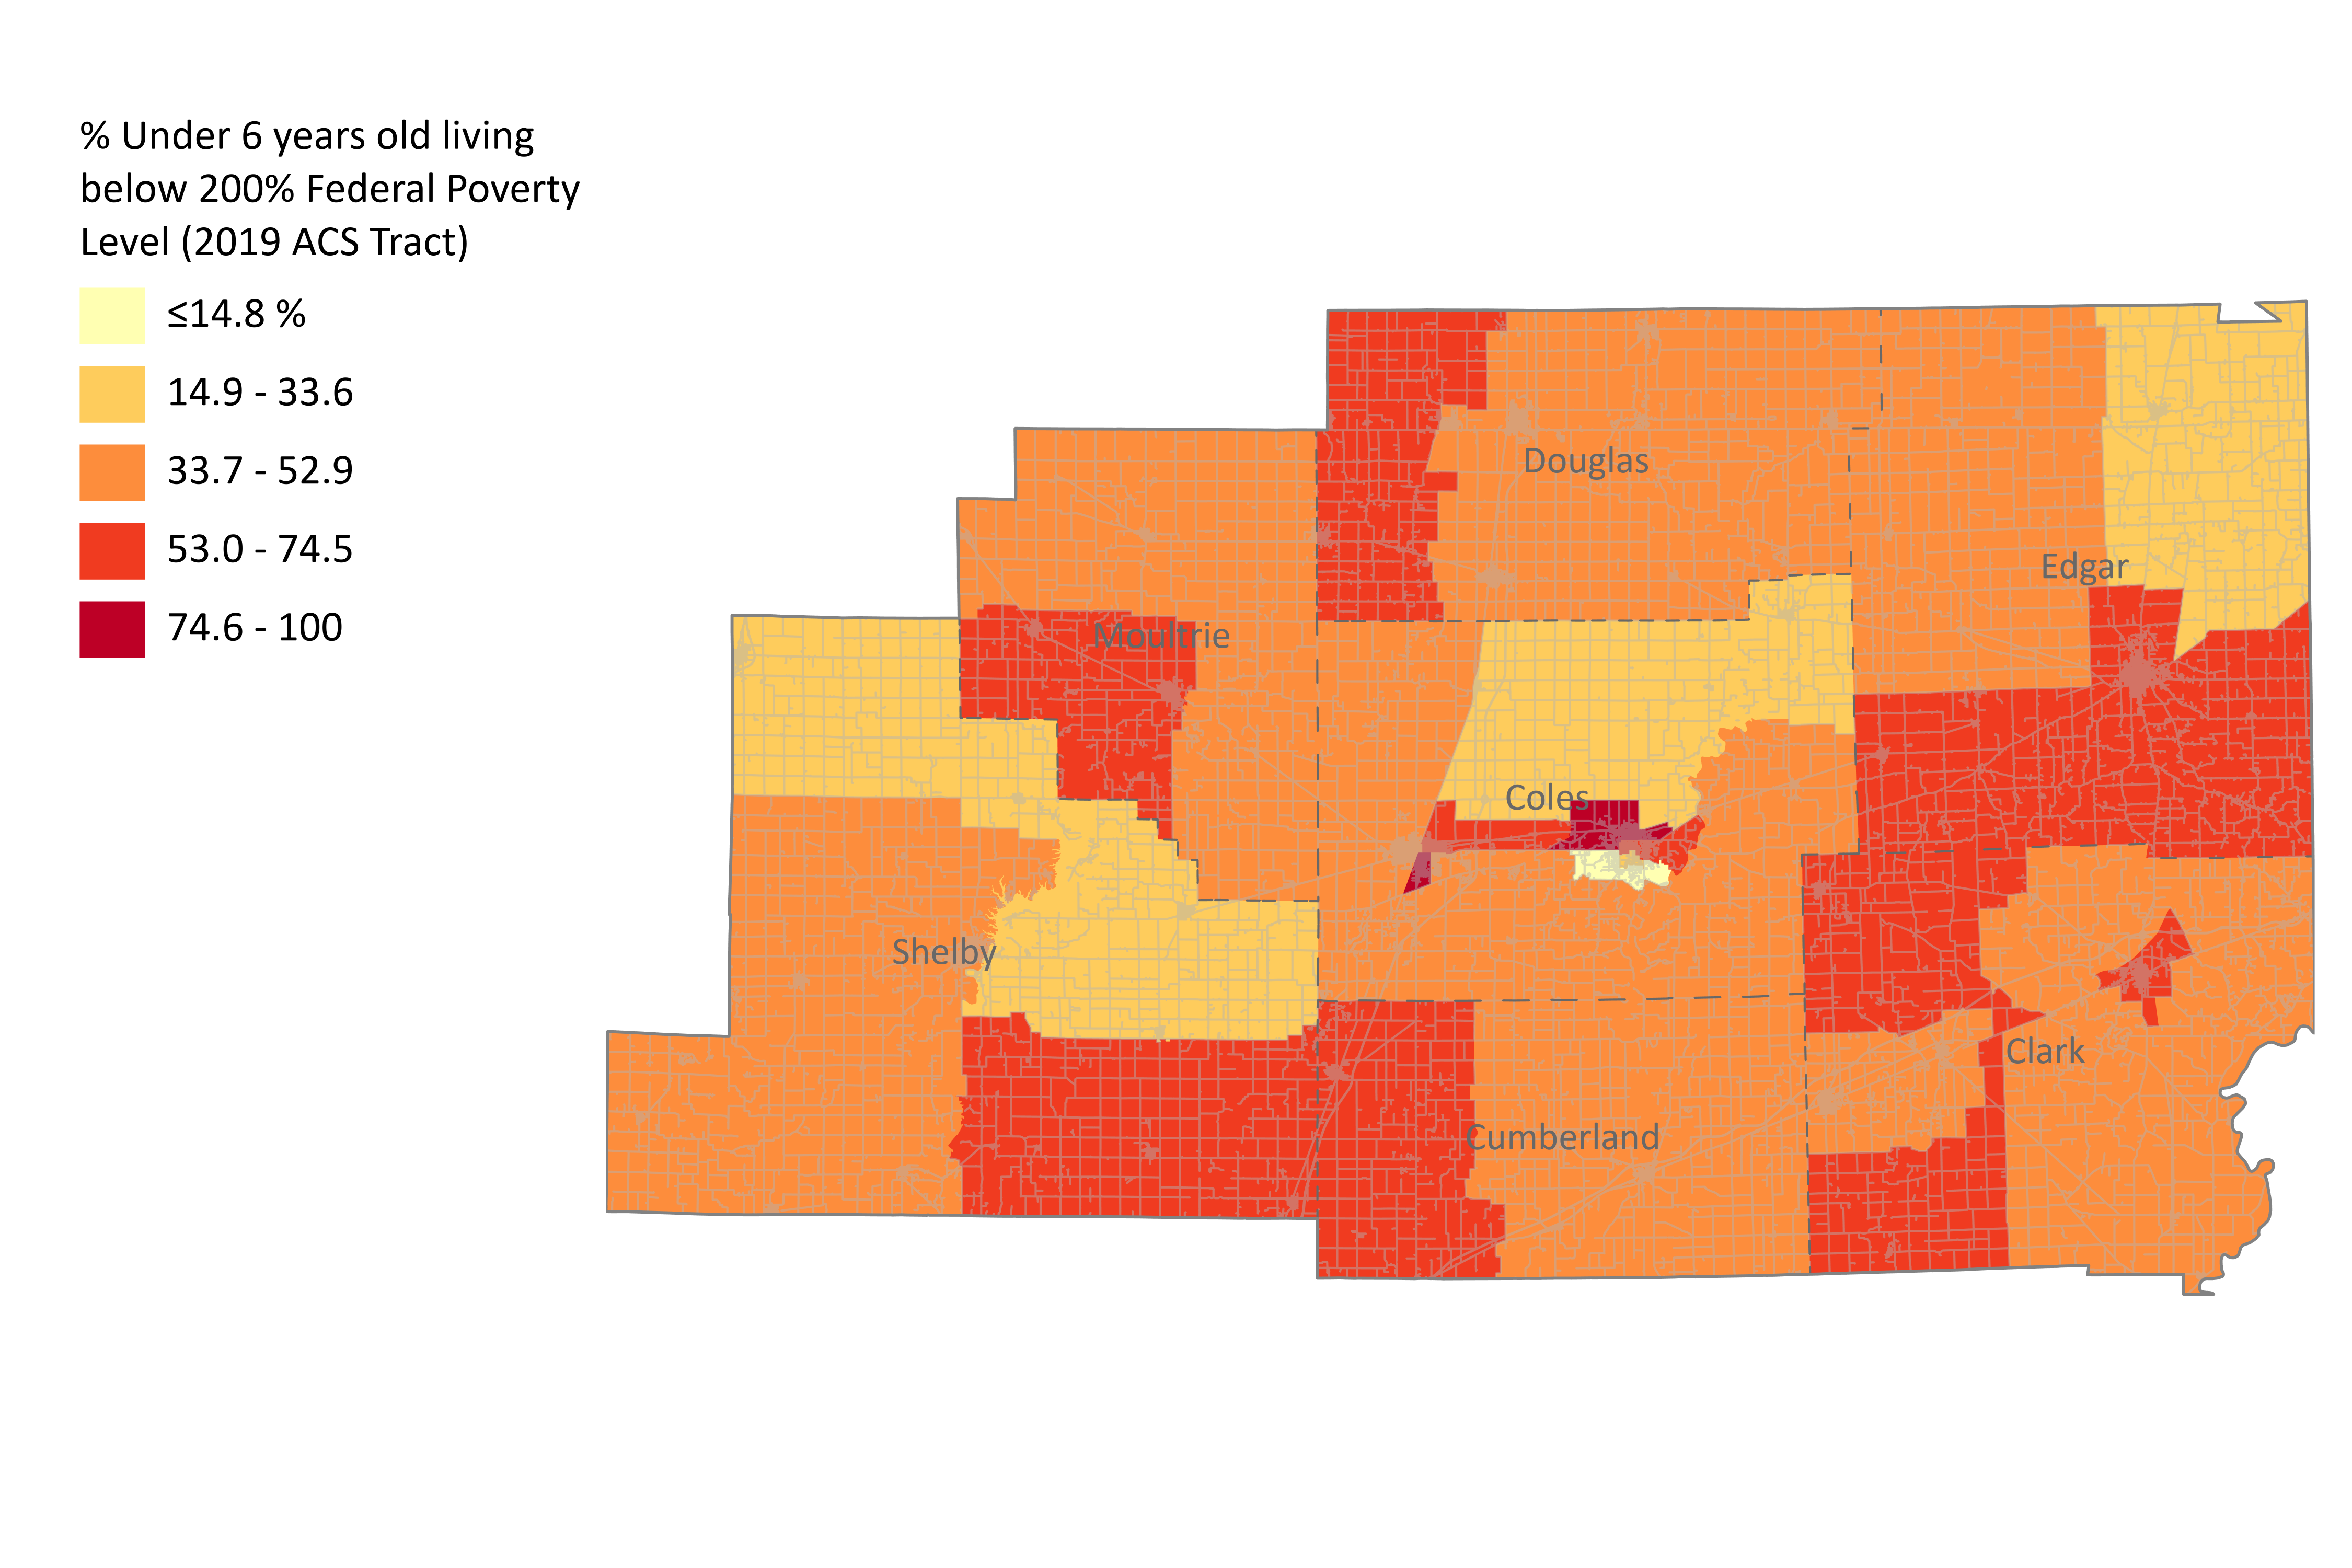 % Under 6 years old living
below 200% Federal Poverty
Level (2019 ACS Tract)
≤14.8 %
14.9 - 33.6
33.7 - 52.9
53.0 - 74.5
74.6 - 100
Douglas
Edgar
Moultrie
Coles
Shelby
Clark
Cumberland